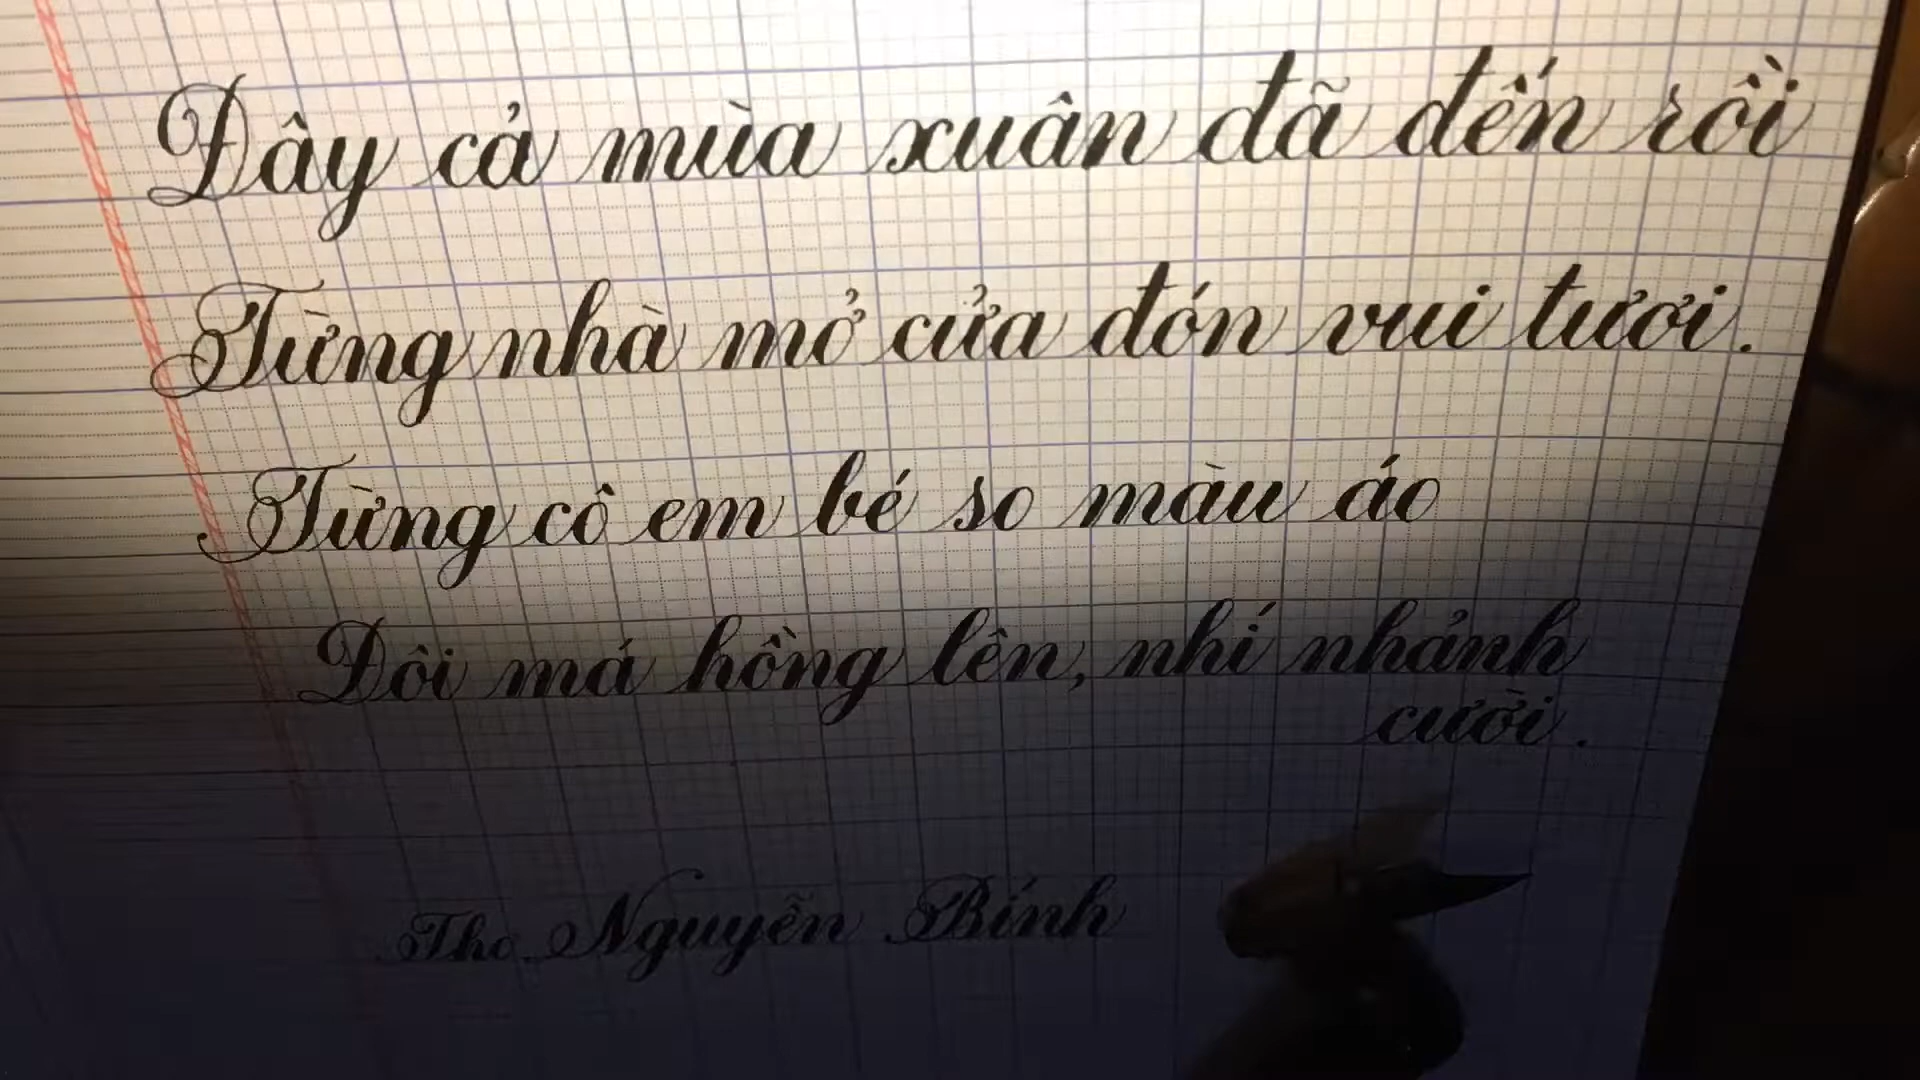 Đây cả mùa xuân đã đến rồi
Từng nhà mở cửa đón vui tươi.
Từng cô em bé so màu áo
Đôi má hồng lên, nhí nhảnh
cười.
Thơ Nguyễn Bính